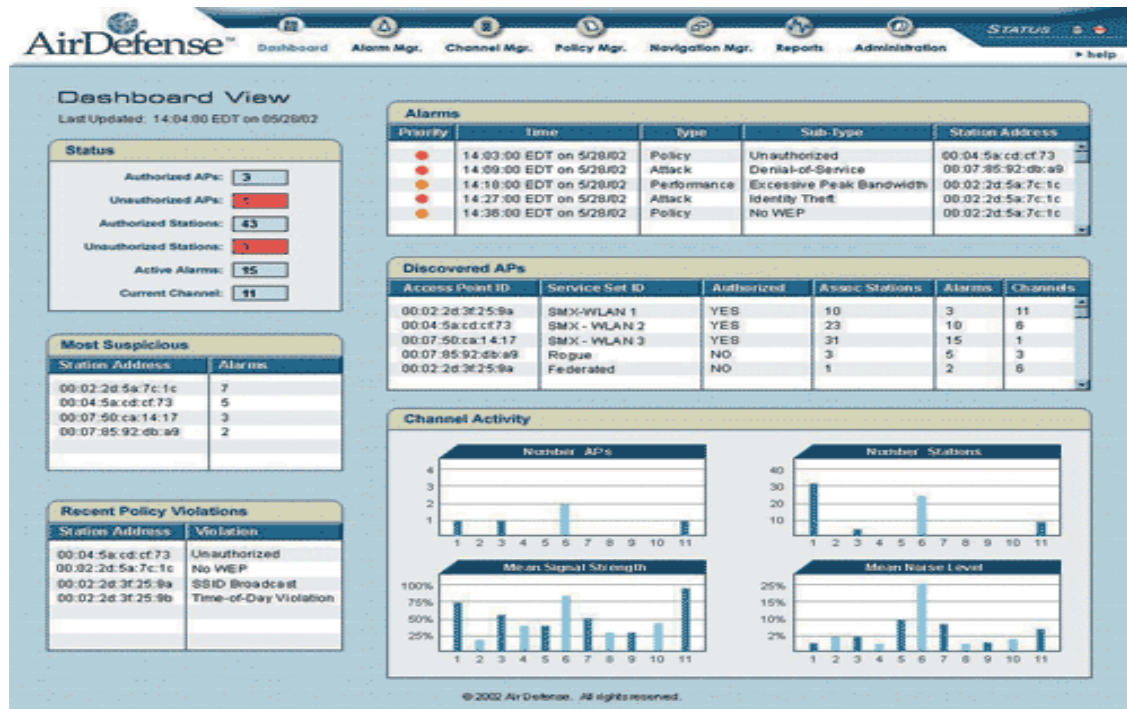 AirDefense™
Dashboard
Alarm Mgr.
Channel Mgr.
Policy Mgr.
Navigation Mgr.
Reports
Administration
STATUS
help
Dashboard View
Last Updated: 14:04:00 EDT on 05/28/02
Status
Authorized APs: 3
Unauthorized APs:
Authorized Stations: 43
Unauthorized Stations:
Active Alarms: 15
Current Channel: 11
Most Suspicious
Station Address Alarms
00:02:2d:5a:7c:1c 7
00:04:5a:cd:cf:73 5
00:07:50:ca:14:17 3
00:07:85:92:db:a9 2
Recent Policy Violations
Station Address Violation
00:04:5a:cd:cf:73 Unauthorized
00:02:2d:5a:7c:1c No WEP
00:02:2d:3f:25:9a SSID Broadcast
00:02:2d:3f:25:9b Time-of-Day Violation
Alarms
Priority Time Type Sub-Type Station Address
14:03:00 EDT on 5/28/02 Policy Unauthorized 00:04:5a:cd:cf:73
14:09:00 EDT on 5/28/02 Attack Denial-of-Service 00:07:85:92:db:a9
14:18:00 EDT on 5/28/02 Performance Excessive Peak Bandwidth 00:02:2d:5a:7c:1c
14:27:00 EDT on 5/28/02 Attack Identity Theft 00:02:2d:5a:7c:1c
14:36:00 EDT on 5/28/02 Policy No WEP 00:02:2d:5a:7c:1c
Discovered APs
Access Point ID Service Set ID Authorized Assoc Stations Alarms Channels
00:02:2d:3f:25:9a SMX-WLAN 1 YES 10 3 11
00:04:5a:cd:cf:73 SMX - WLAN 2 YES 23 10 6
00:07:50:ca:14:17 SMX - WLAN 3 YES 31 15 1
00:07:85:92:db:a9 Rogue NO 3 5 3
00:02:2d:3f:25:9a Federated NO 1 2 6
Channel Activity
Number APs
4
3
2
1
1 2 3 4 5 6 7 8 9 10 11
Number Stations
40
30
20
10
1 2 3 4 5 6 7 8 9 10 11
Mean Signal Strength
100%
75%
50%
25%
1 2 3 4 5 6 7 8 9 10 11
Mean Noise Level
25%
15%
10%
2%
1 2 3 4 5 6 7 8 9 10 11
© 2002 AirDefense. All rights reserved.